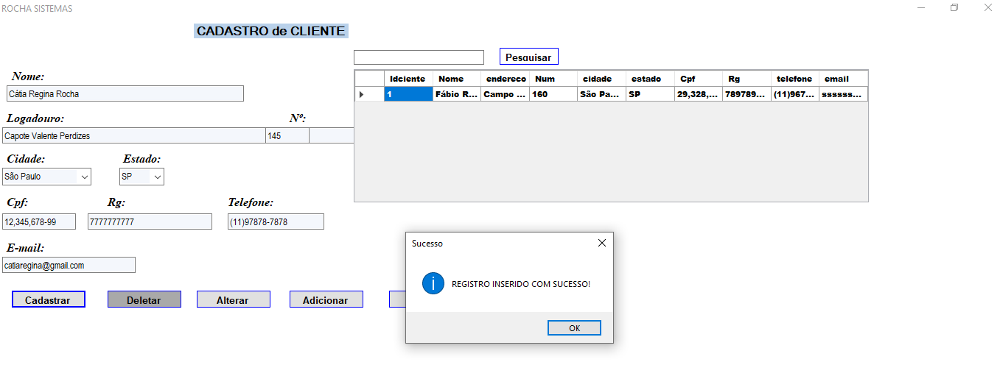 ROCHA SISTEMAS
CADASTRO de CLIENTE
Pesquisar
Nome:
Cátia Regina Rocha
Logadouro: Nº:
Capote Valente Perdizes 145
Cidade: Estado:
São Paulo SP
Cpf: Rg: Telefone:
12,345,678-99 7777777777 (11)97878-7878
E-mail:
catiaregina@gmail.com
Cadastrar Deletar Alterar Adicionar
Idciente Nome endereco Num cidade estado Cpf Rg telefone email
1 Fábio R... Campo ... 160 São Pa... SP 29,328,... 789789... (11)967... ssssss...
Sucesso
REGISTRO INSERIDO COM SUCESSO!
OK